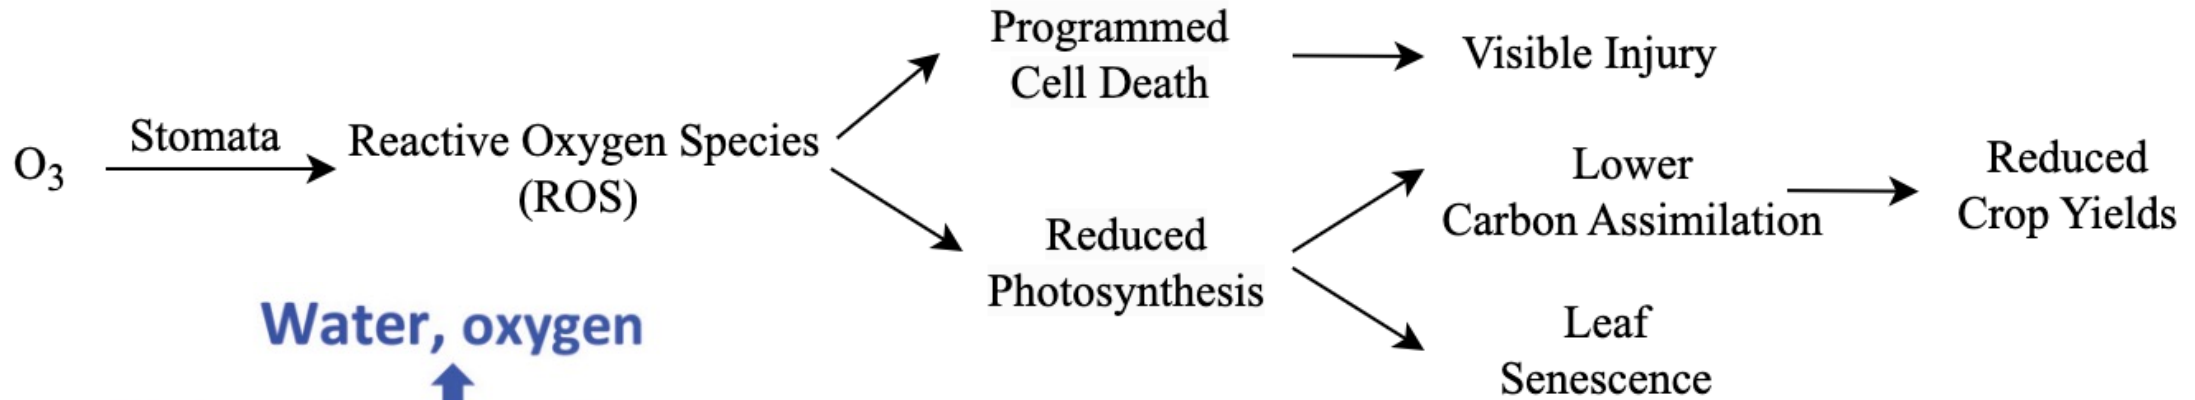 O₃
Stomata
Reactive Oxygen Species
(ROS)
Programmed
Cell Death
Visible Injury
Reduced
Photosynthesis
Lower
Carbon Assimilation
Reduced
Crop Yields
Leaf
Senescence
Water, oxygen